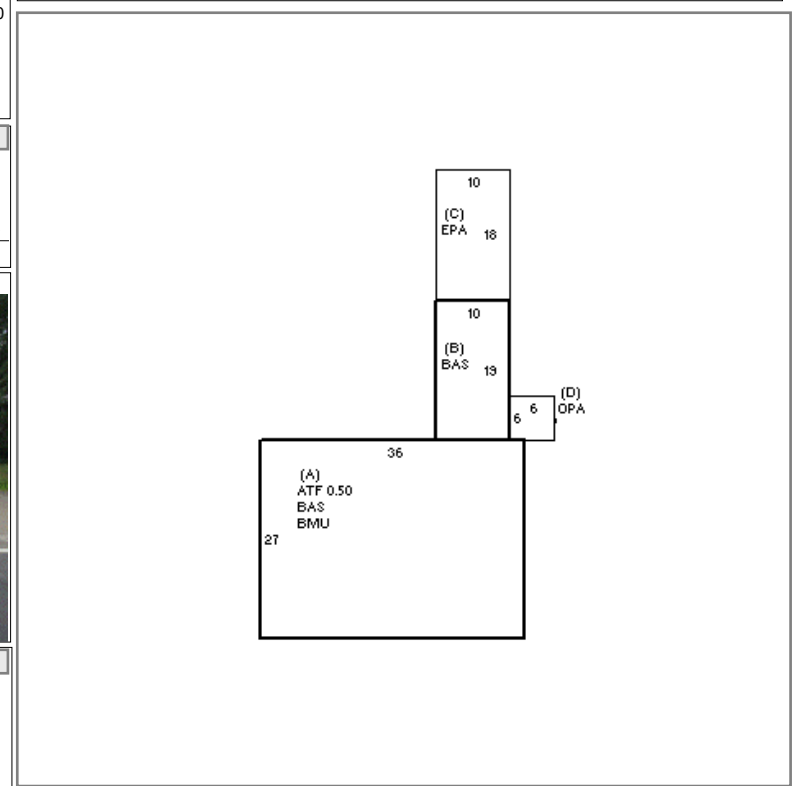 10
(C)
EPA
18
10
(B)
BAS
19
(D)
OPA
6
6
36
(A)
ATF 0.50
BAS
BMU
27